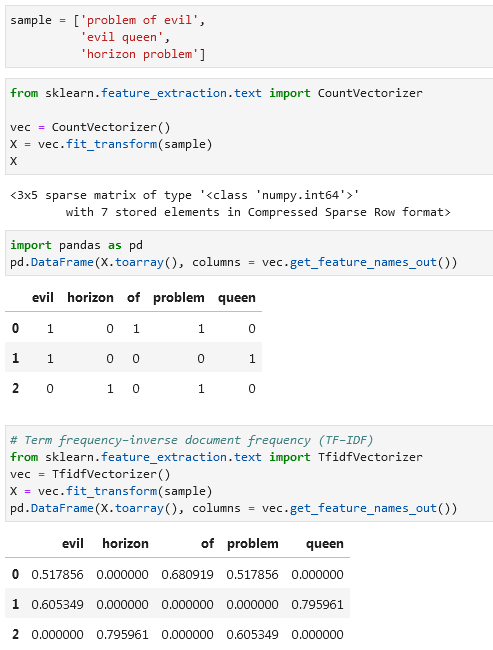 sample = ['problem of evil',
'evil queen',
'horizon problem']
from sklearn.feature_extraction.text import CountVectorizer
vec = CountVectorizer()
X = vec.fit_transform(sample)
X
<3x5 sparse matrix of type '<class 'numpy.int64'>'
with 7 stored elements in Compressed Sparse Row format>
import pandas as pd
pd.DataFrame(X.toarray(), columns = vec.get_feature_names_out())
evil horizon of problem queen
0 1 0 1 1 0
1 1 0 0 0 1
2 0 1 0 1 0
# Term frequency-inverse document frequency (TF-IDF)
from sklearn.feature_extraction.text import TfidfVectorizer
vec = TfidfVectorizer()
X = vec.fit_transform(sample)
pd.DataFrame(X.toarray(), columns = vec.get_feature_names_out())
evil horizon of problem queen
0 0.517856 0.000000 0.680919 0.517856 0.000000
1 0.605349 0.000000 0.000000 0.000000 0.795961
2 0.000000 0.795961 0.000000 0.605349 0.000000